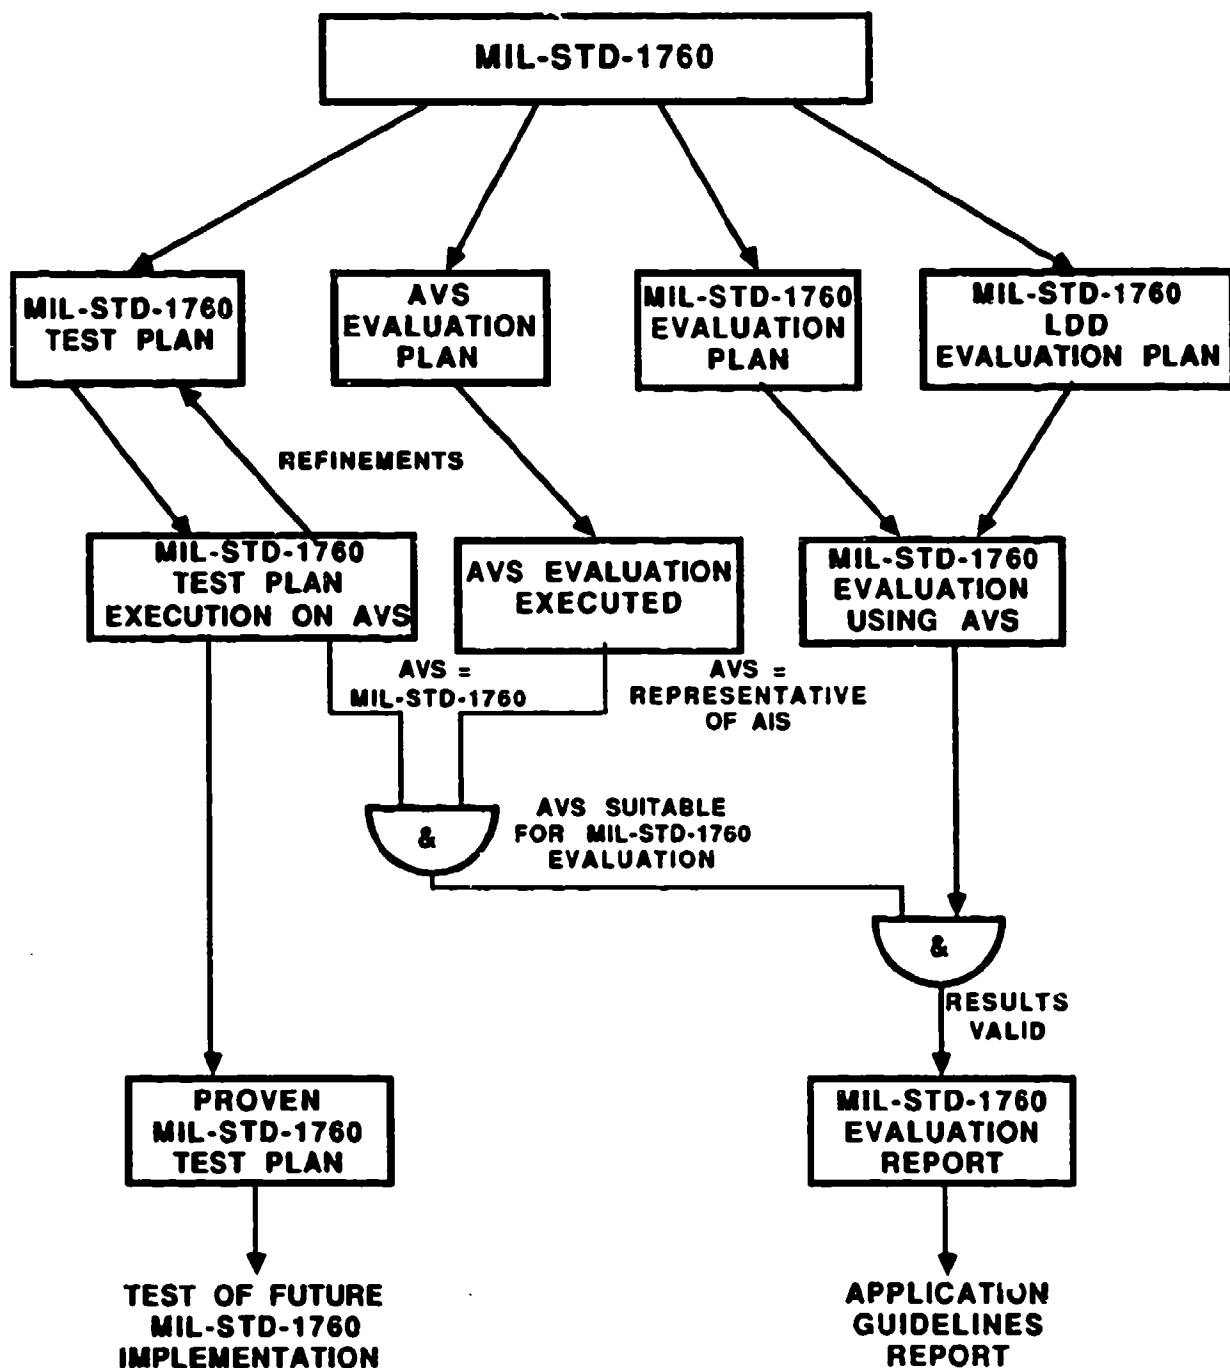 MIL-STD-1760
MIL-STD-1760
TEST PLAN
AVS
EVALUATION
PLAN
MIL-STD-1760
EVALUATION
PLAN
MIL-STD-1760
LDD
EVALUATION PLAN
REFINEMENTS
MIL-STD-1760
TEST PLAN
EXECUTION ON AVS
AVS EVALUATION
EXECUTED
MIL-STD-1760
EVALUATION
USING AVS
AVS =
MIL-STD-1760
AVS =
REPRESENTATIVE
OF AIS
&
AVS SUITABLE
FOR MIL-STD-1760
EVALUATION
&
RESULTS
VALID
PROVEN
MIL-STD-1760
TEST PLAN
MIL-STD-1760
EVALUATION
REPORT
TEST OF FUTURE
MIL-STD-1760
IMPLEMENTATION
APPLICATION
GUIDELINES
REPORT